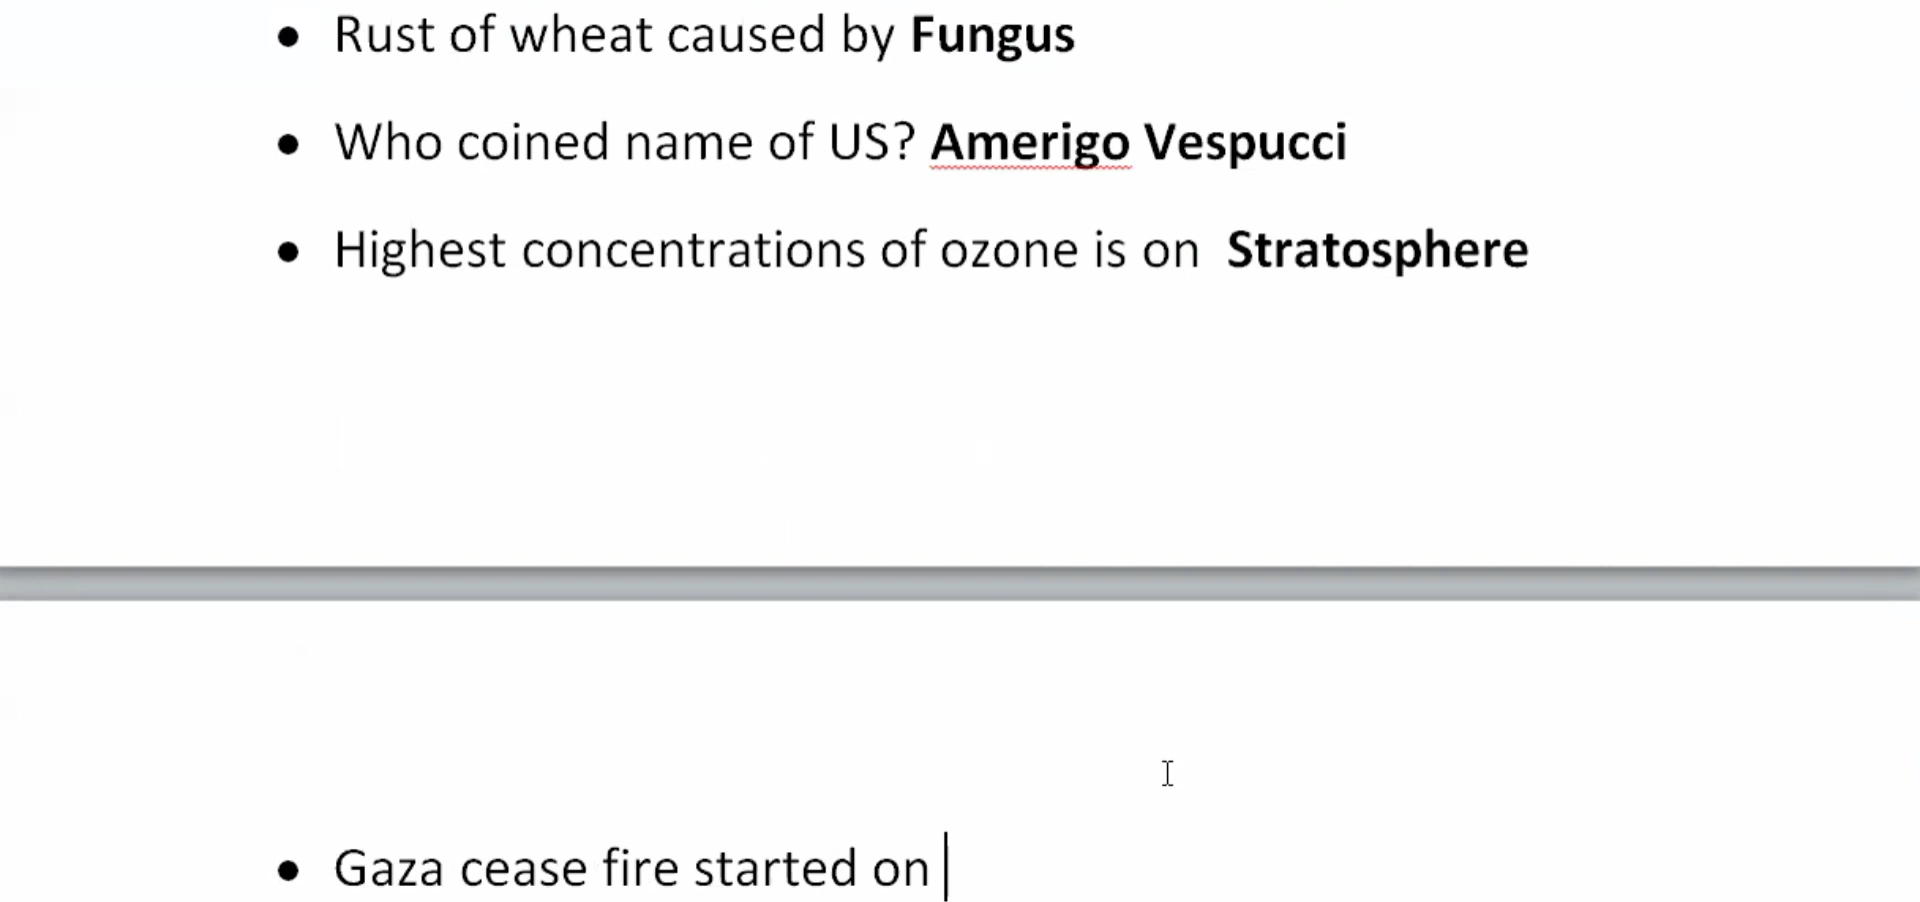 • Rust of wheat caused by Fungus
• Who coined name of US? Amerigo Vespucci
• Highest concentrations of ozone is on Stratosphere
• Gaza cease fire started on